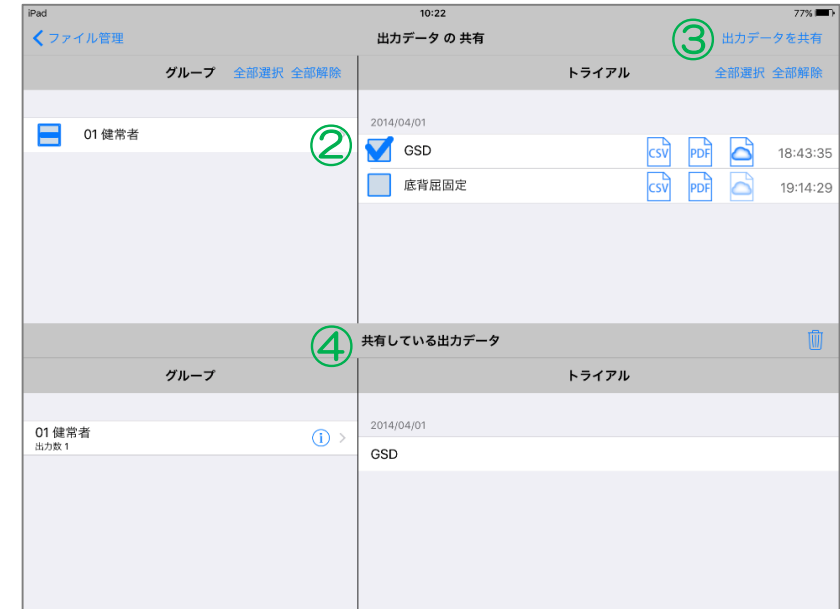 iPad 10:22 77%
ファイル管理 出力データ の 共有 ③ 出力データを共有
グループ 全部選択 全部解除 トライアル 全部選択 全部解除
2014/04/01
01 健常者 ②
GSD CSV PDF 18:43:35
底背屈固定 CSV PDF 19:14:29
④ 共有している出力データ
グループ トライアル
2014/04/01
01 健常者
出力数 1
GSD